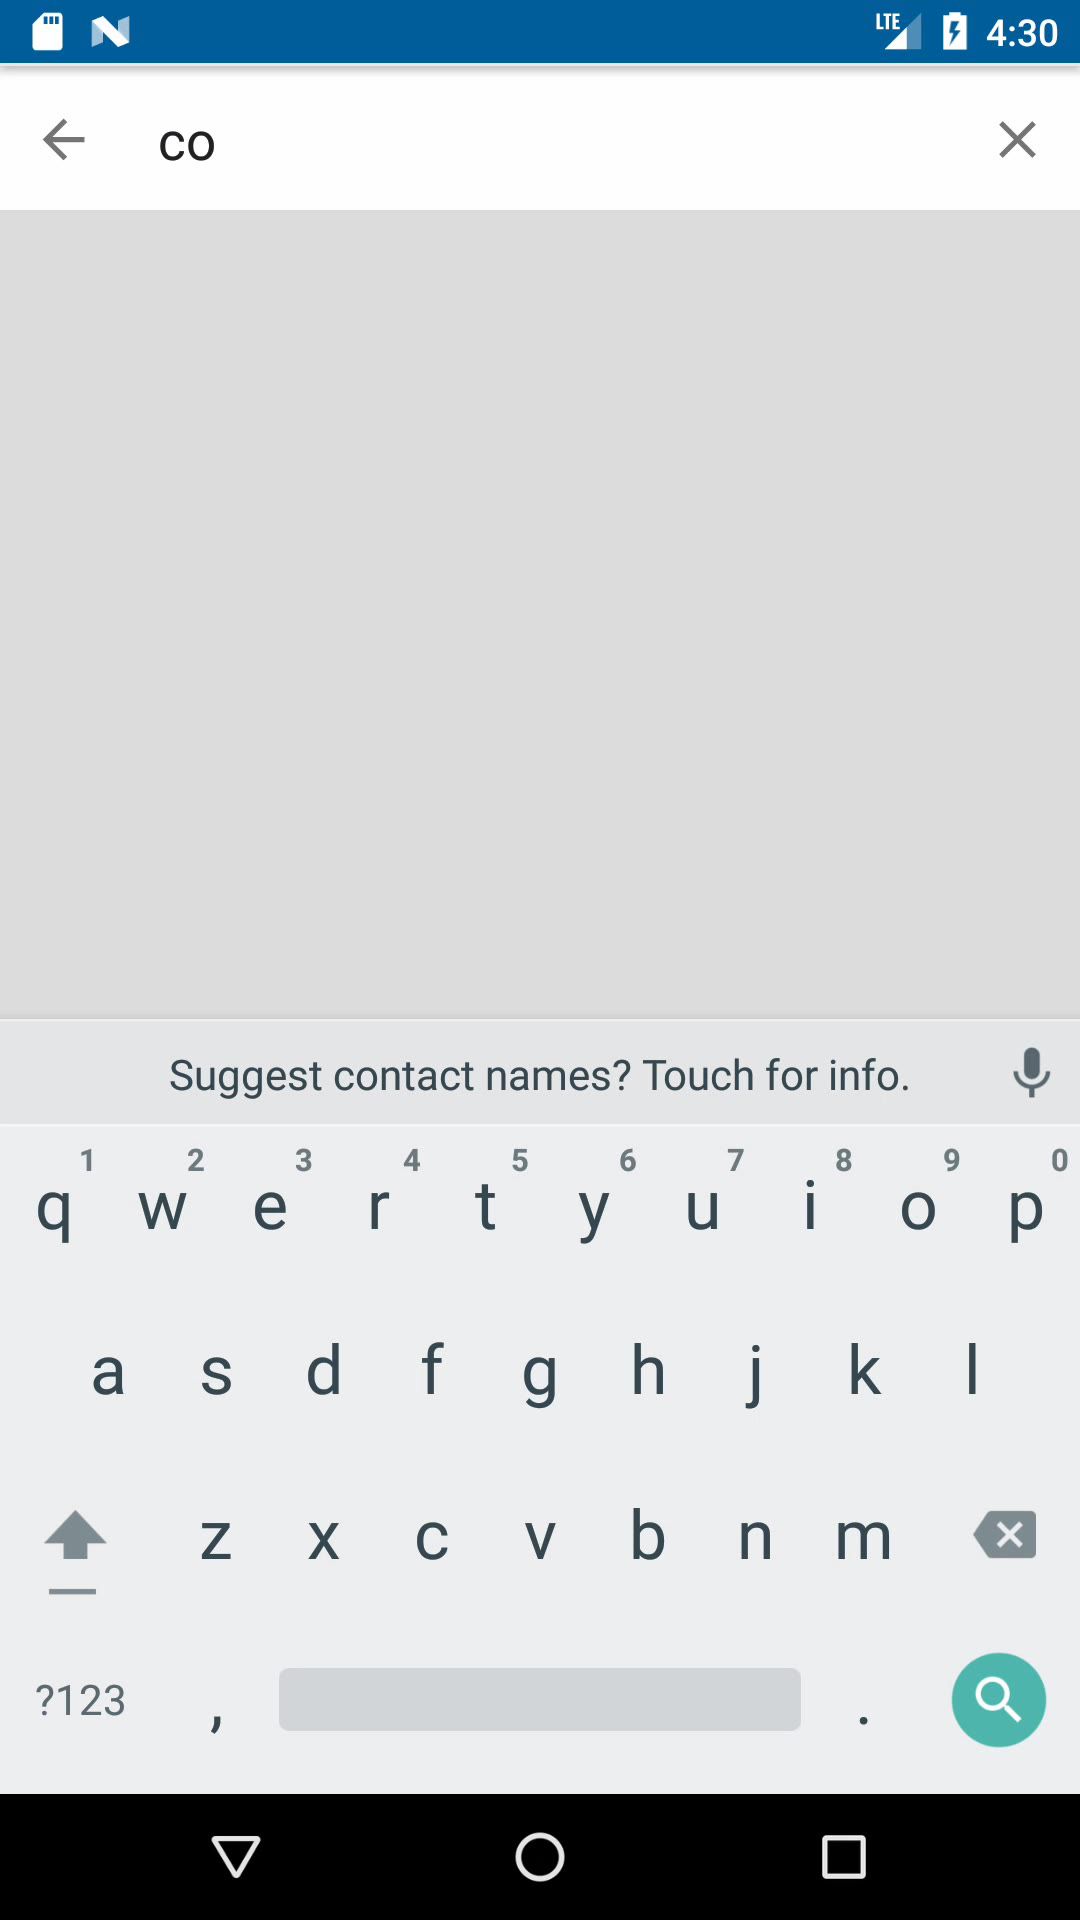 LTE 4:30
co
Suggest contact names? Touch for info.
1 2 3 4 5 6 7 8 9 0
q w e r t y u i o p
a s d f g h j k l
z x c v b n m
?123 , .